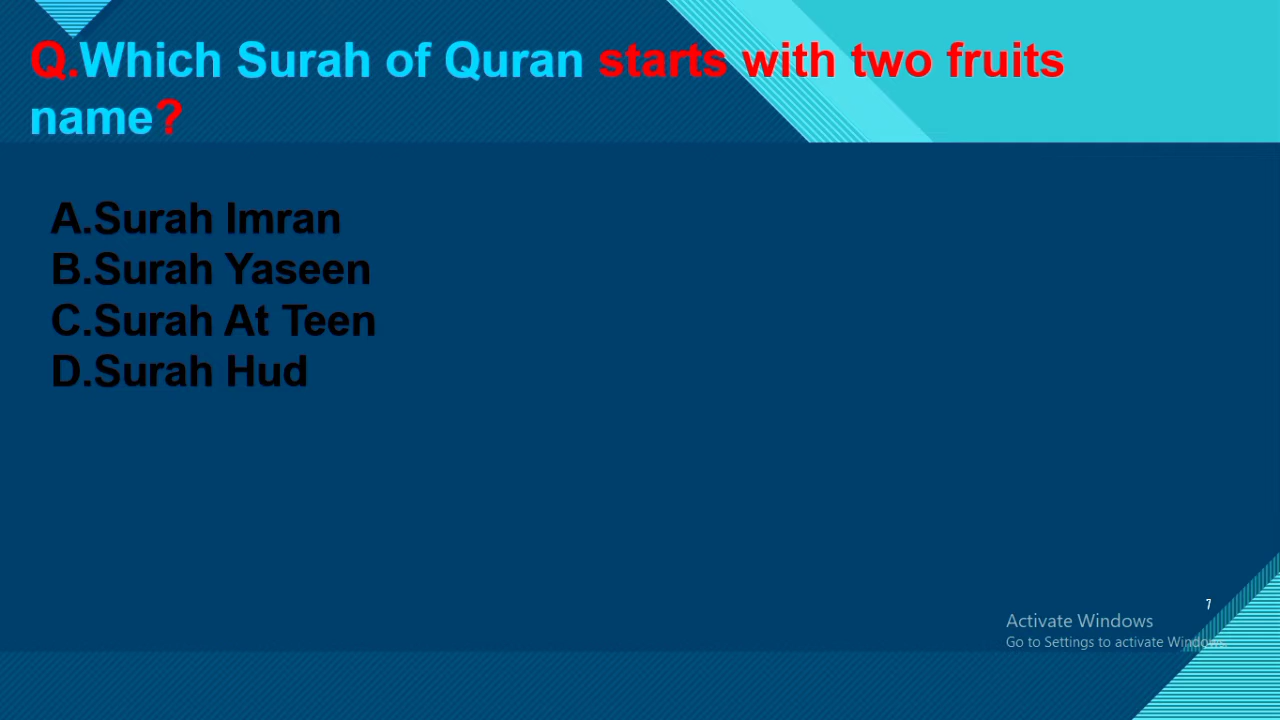 Q.Which Surah of Quran starts with two fruits
name?
A.Surah Imran
B.Surah Yaseen
C.Surah At Teen
D.Surah Hud
7
Activate Windows
Go to Settings to activate Windows.